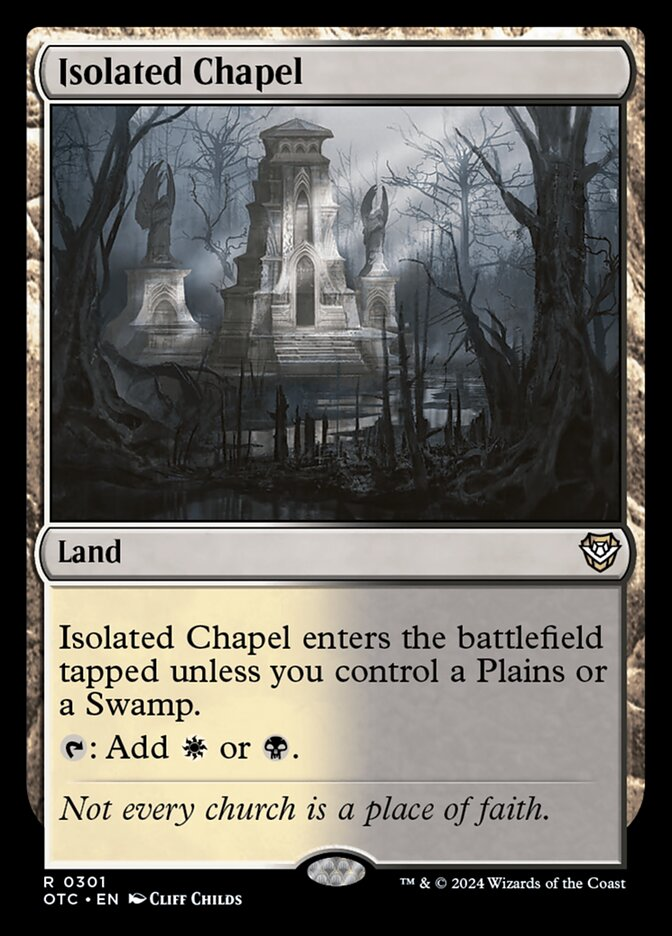 Isolated Chapel
Land
Isolated Chapel enters the battlefield
tapped unless you control a Plains or
a Swamp.
: Add or .
Not every church is a place of faith.
R 0301
OTC • EN Cliff Childs
™ & © 2024 Wizards of the Coast